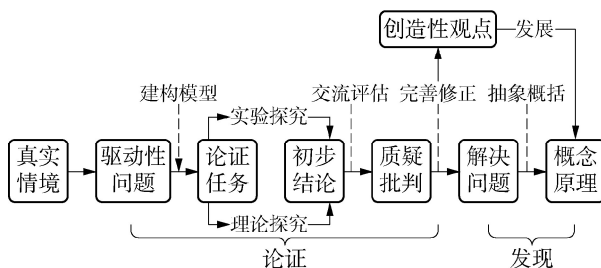 创造性观点
发展
建构模型
实验探究
交流评估
完善修正
抽象概括
真实
情境
驱动性
问题
论证
任务
初步
结论
质疑
批判
解决
问题
概念
原理
理论探究
论证
发现